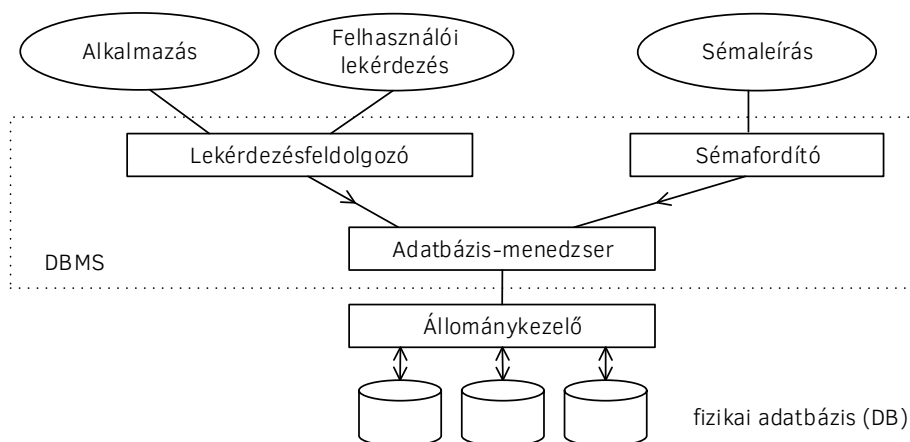 Alkalmazás
Felhasználói
lekérdezés
Sémaleírás
Lekérdezésfeldolgozó
Sémafordító
Adatbázis-menedzser
DBMS
Állománykezelő
fizikai adatbázis (DB)